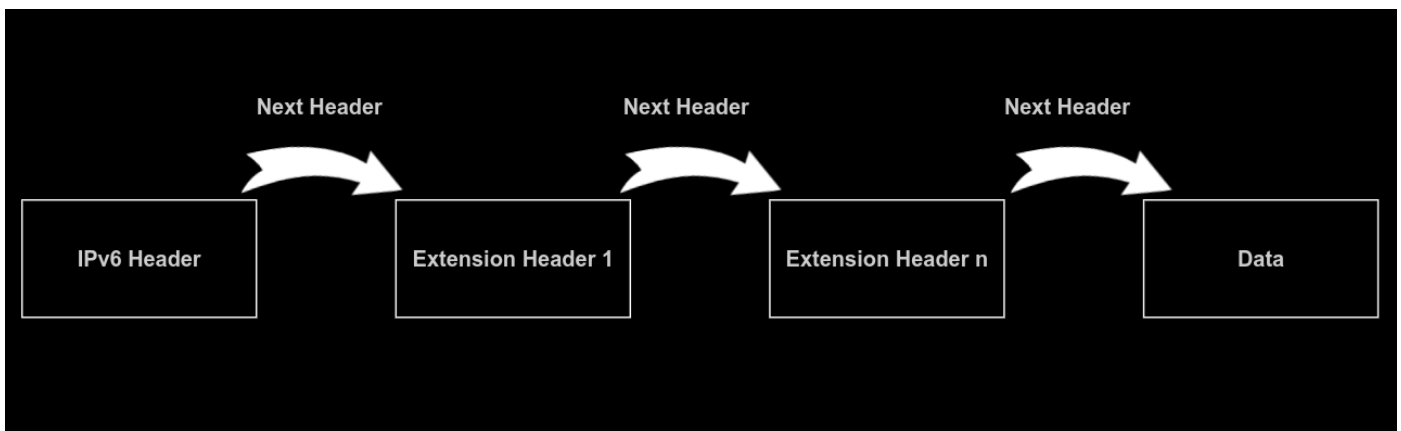 Next Header
Next Header
Next Header
IPv6 Header
Extension Header 1
Extension Header n
Data